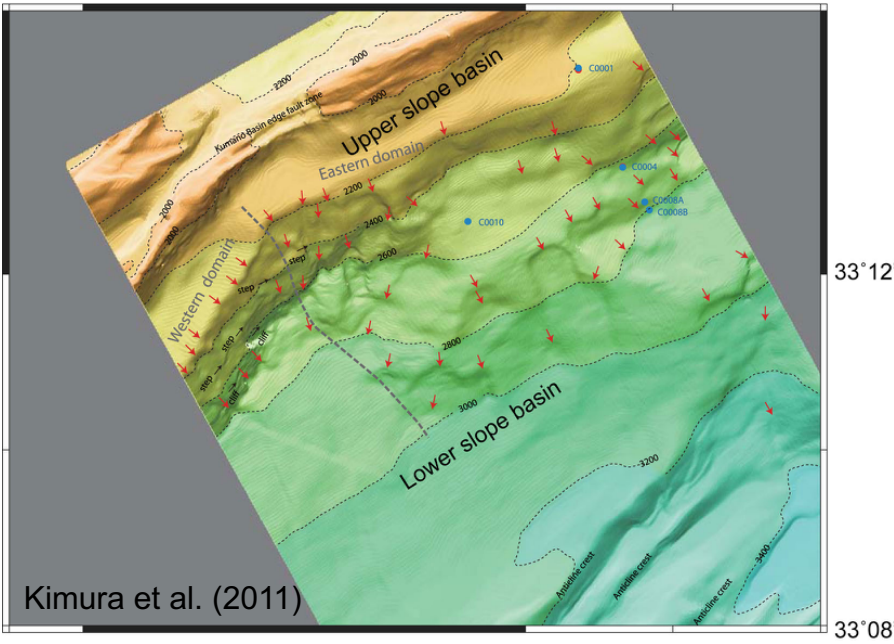 2200
2000
2000
C0001
Kumano Basin edge fault zone
Upper slope basin
Eastern domain
2200
C0004
C0008A
C0008B
2000
2000
2400
C0010
2600
Western domain
step
step
33°12
step
cliff
2800
step
cliff
3000
Lower slope basin
3200
Anticline crest
Anticline crest
Anticline crest
3400
Kimura et al. (2011)
33°08